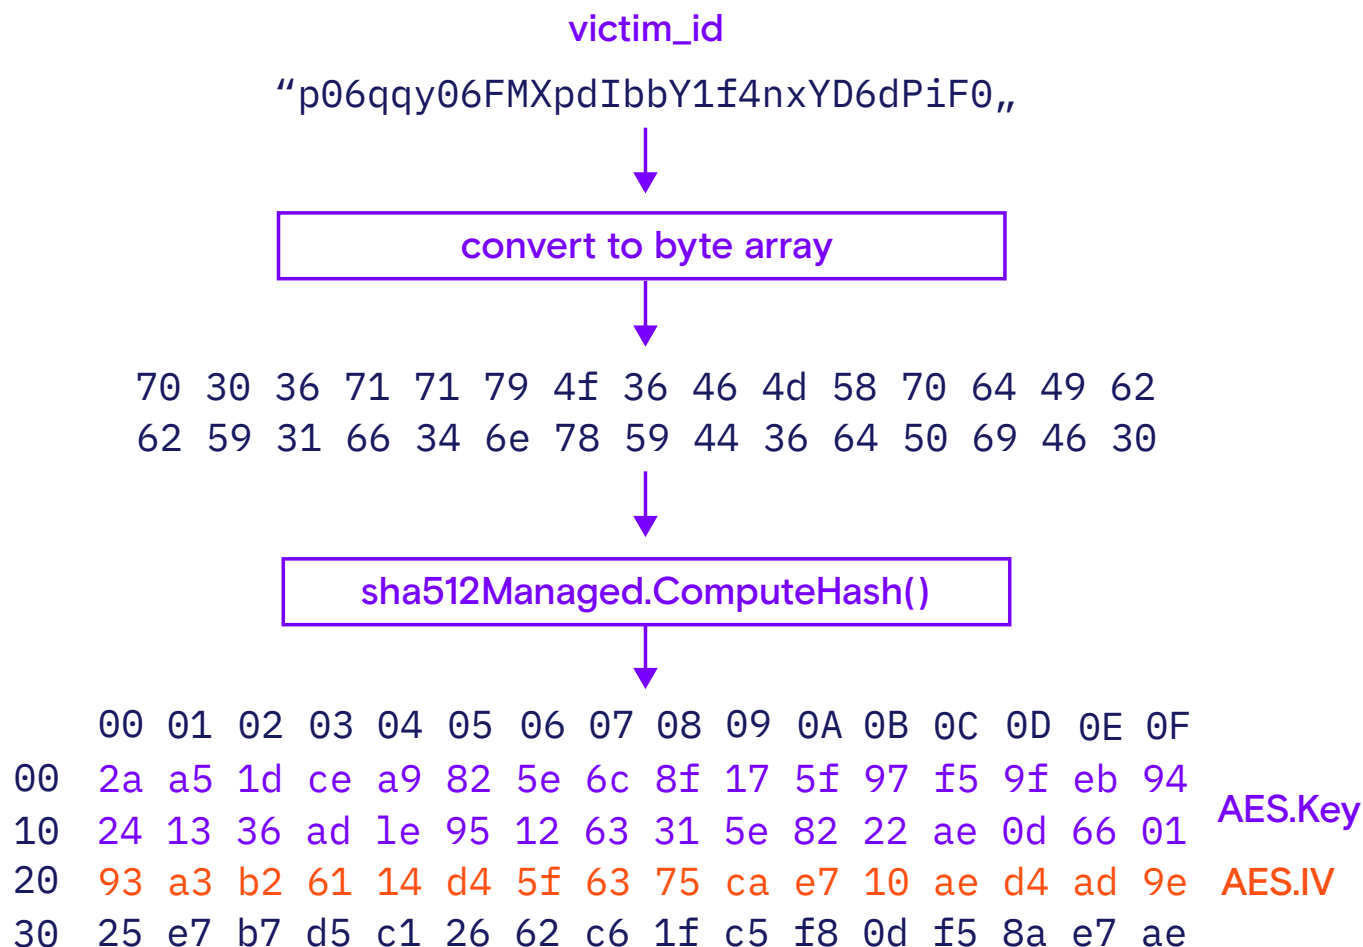 victim_id
“p06qqy06FMXpdIbbY1f4nxYD6dPiF0„
convert to byte array
70 30 36 71 71 79 4f 36 46 4d 58 70 64 49 62
62 59 31 66 34 6e 78 59 44 36 64 50 69 46 30
sha512Managed.ComputeHash()
00 01 02 03 04 05 06 07 08 09 0A 0B 0C 0D 0E 0F
00 2a a5 1d ce a9 82 5e 6c 8f 17 5f 97 f5 9f eb 94
AES.Key
10 24 13 36 ad le 95 12 63 31 5e 82 22 ae 0d 66 01
20 93 a3 b2 61 14 d4 5f 63 75 ca e7 10 ae d4 ad 9e AES.IV
30 25 e7 b7 d5 c1 26 62 c6 1f c5 f8 0d f5 8a e7 ae